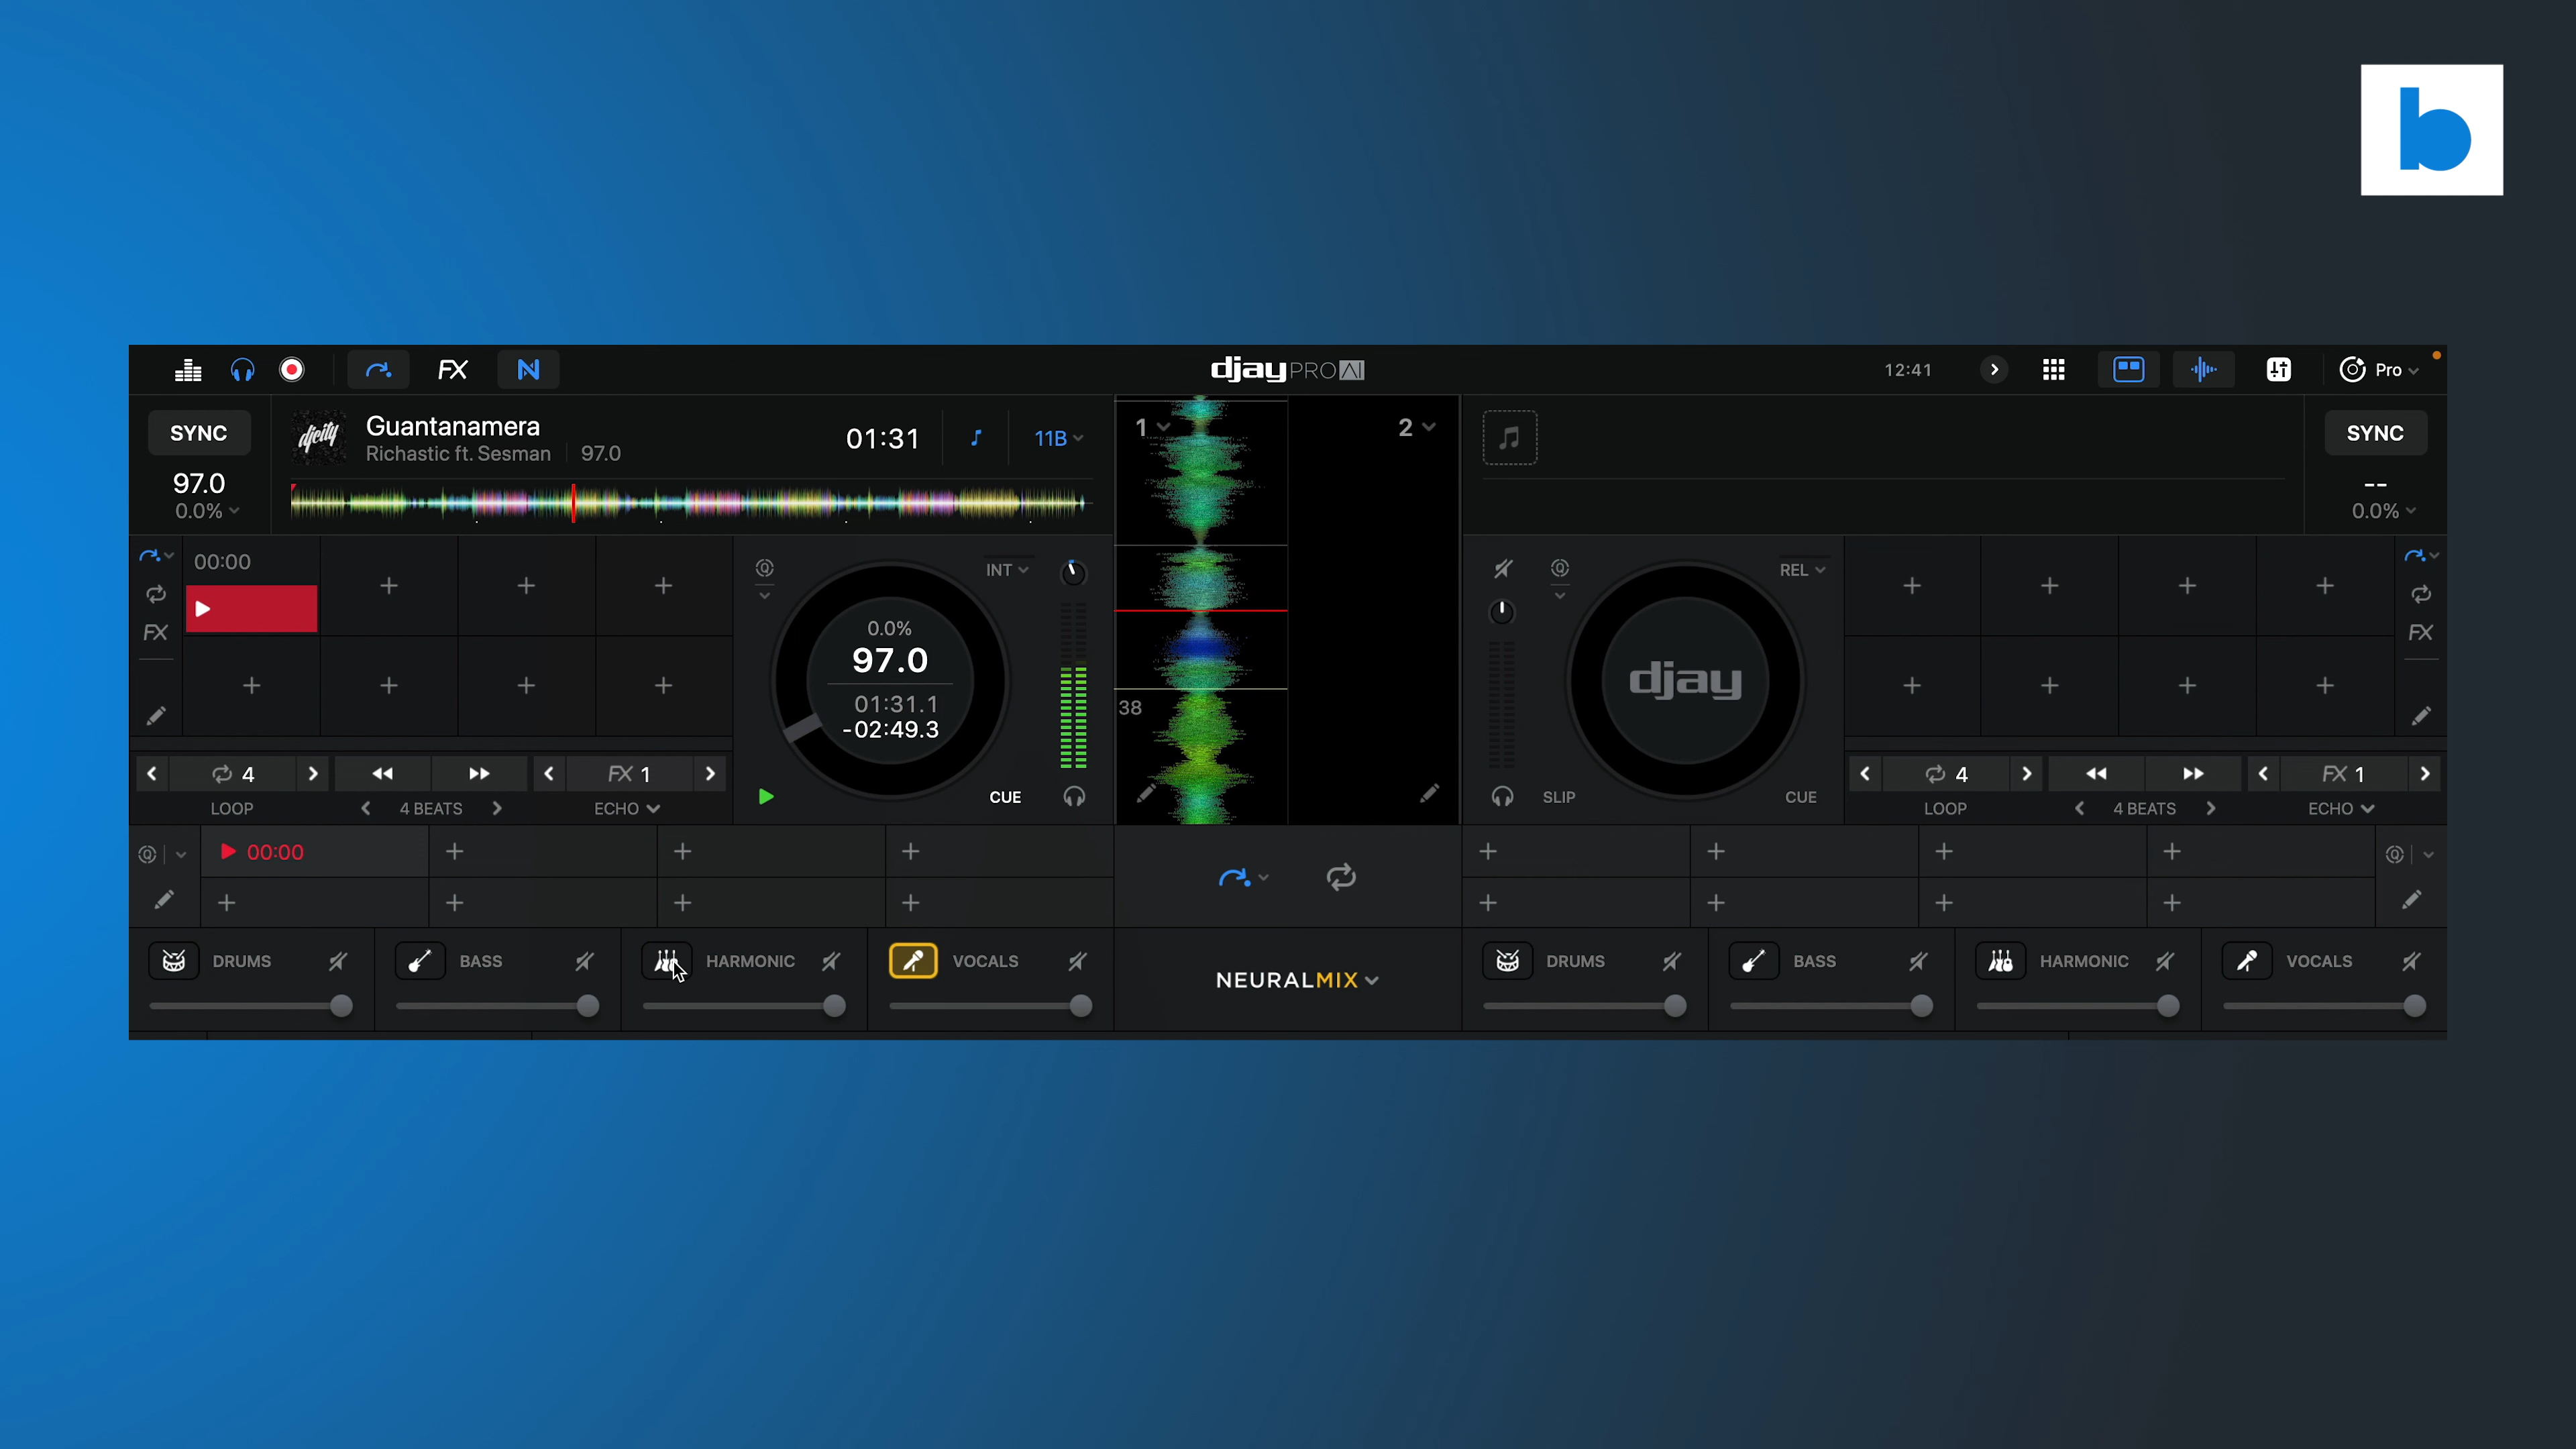 b
FX N djay PRO AI 12:41 Pro
SYNC djcity Guantanamera 01:31 11B 1 2 SYNC
Richastic ft. Sesman 97.0
97.0 --
0.0% 0.0%
00:00 INT REL
FX Q 0.0% Q FX
97.0 djay
01:31.1
-02:49.3 38
4 FX 1 4 FX 1
CUE SLIP CUE
LOOP 4 BEATS ECHO LOOP 4 BEATS ECHO
Q 00:00 Q
DRUMS BASS HARMONIC VOCALS NEURALMIX DRUMS BASS HARMONIC VOCALS